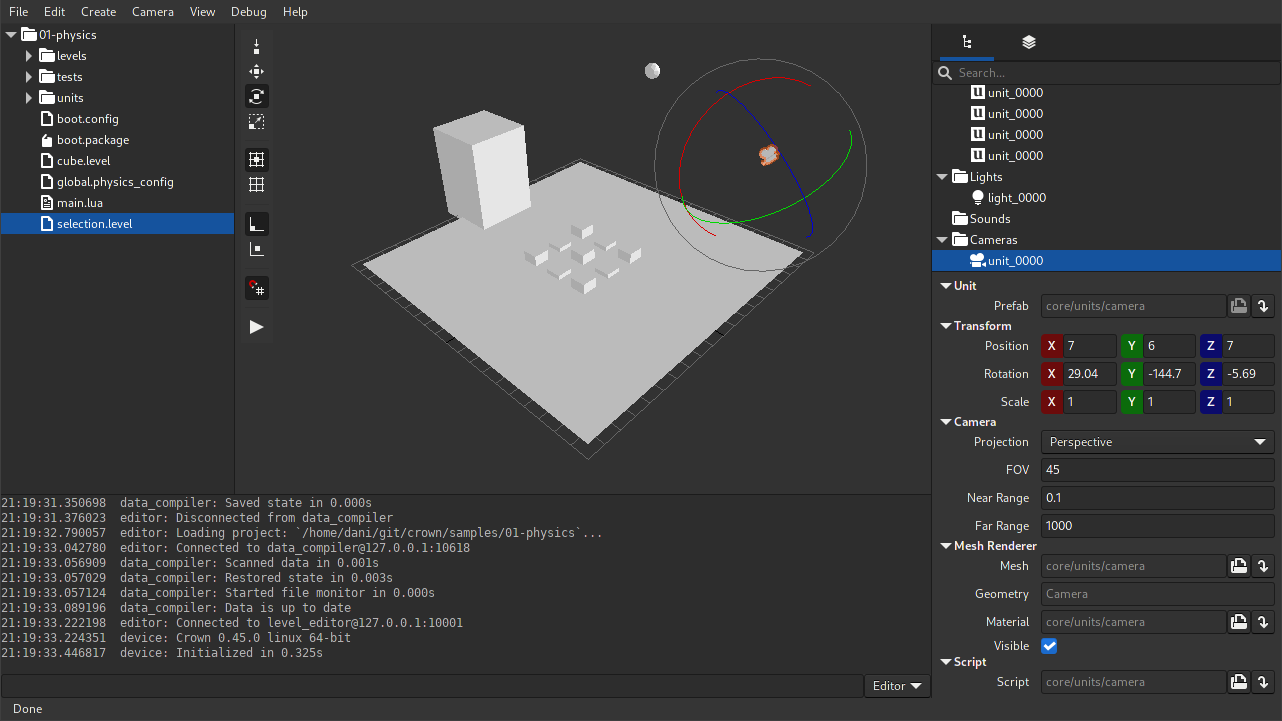 File Edit Create Camera View Debug Help
01-physics
levels
tests
units
boot.config
boot.package
cube.level
global.physics_config
main.lua
selection.level
Search...
unit_0000
unit_0000
unit_0000
unit_0000
Lights
light_0000
Sounds
Cameras
unit_0000
Unit
Prefab core/units/camera
Transform
Position X 7 Y 6 Z 7
Rotation X 29.04 Y -144.7 Z -5.69
Scale X 1 Y 1 Z 1
Camera
Projection Perspective
FOV 45
Near Range 0.1
Far Range 1000
Mesh Renderer
Mesh core/units/camera
Geometry Camera
Material core/units/camera
Visible
Script
Script core/units/camera
21:19:31.350698 data_compiler: Saved state in 0.000s
21:19:31.376023 editor: Disconnected from data_compiler
21:19:32.790057 editor: Loading project: `/home/dani/git/crown/samples/01-physics`...
21:19:33.042780 editor: Connected to data_compiler@127.0.0.1:10618
21:19:33.056909 data_compiler: Scanned data in 0.001s
21:19:33.057029 data_compiler: Restored state in 0.003s
21:19:33.057124 data_compiler: Started file monitor in 0.000s
21:19:33.089196 data_compiler: Data is up to date
21:19:33.222198 editor: Connected to level_editor@127.0.0.1:10001
21:19:33.224351 device: Crown 0.45.0 linux 64-bit
21:19:33.446817 device: Initialized in 0.325s
Editor
Done